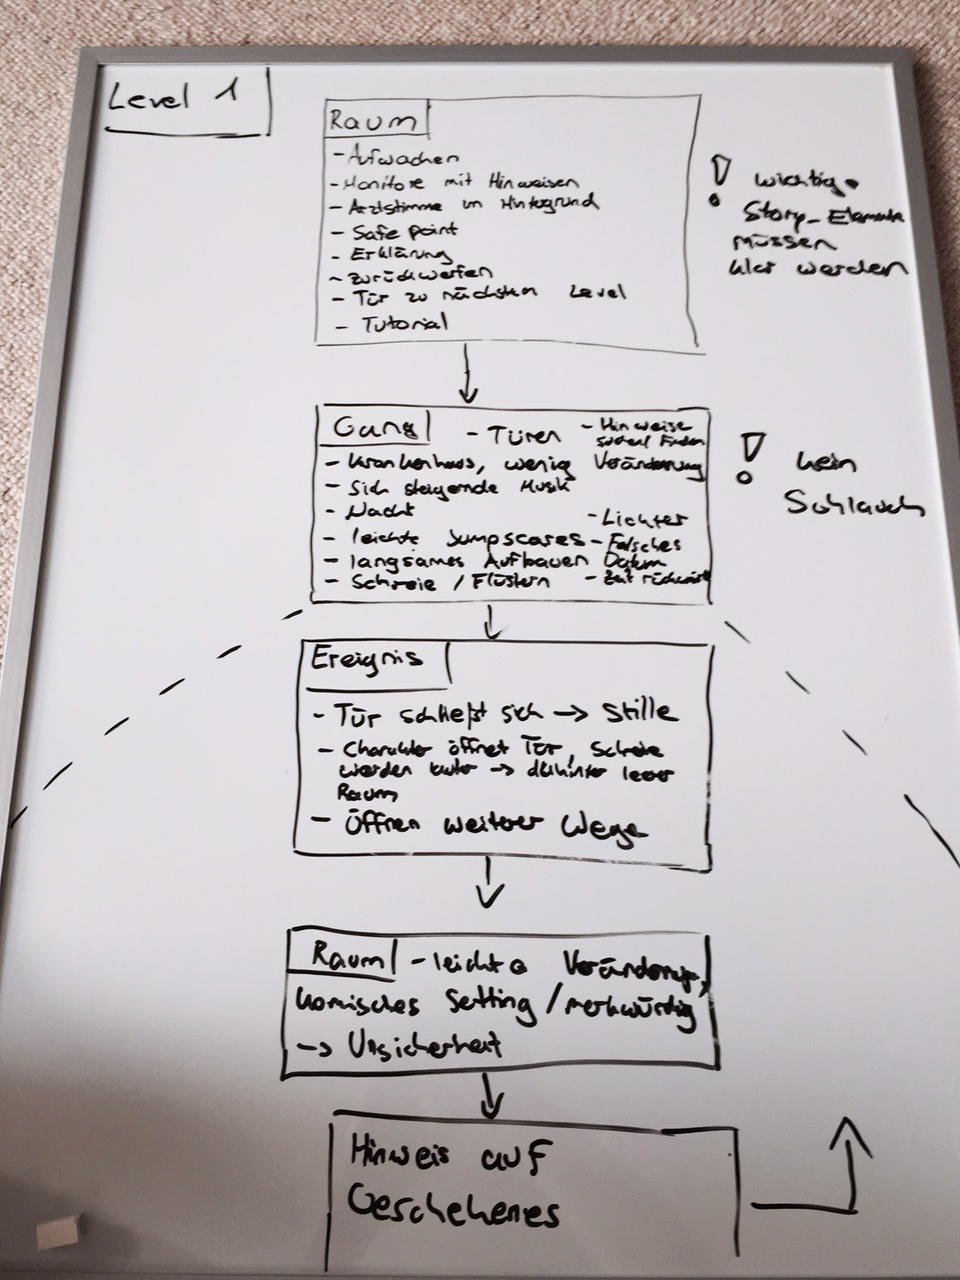 Level 1
Raum
- Aufwachen
- Monitore mit Hinweisen
- Arztstimme im Hintergrund
- Safe point
- Erklärung
- Zurückwerfen
- Tür zu nächsten Level
- Tutorial
! wichtige
Story-Elemente
müssen
klar werden
Gang
- Türen
- Hinweise
finden
- Krankenhaus, wenig Veränderung
- Sich steigernde Musik
- Nacht
- leichte Jumpscares
- langsames Aufbauen
- Schreie / Flüstern
- Lichter
- Falsches
Datum
- Zeit rückwärts
! kein
Schlauch
Ereignis
- Tür schließt sich → Stille
- Charakter öffnet Tür, Schreie
werden lauter → dahinter leerer
Raum
- Öffnen weiterer Wege
Raum
- leichte Veränderung,
komisches Setting / merkwürdig
→ Unsicherheit
Hinweis auf
Geschehenes